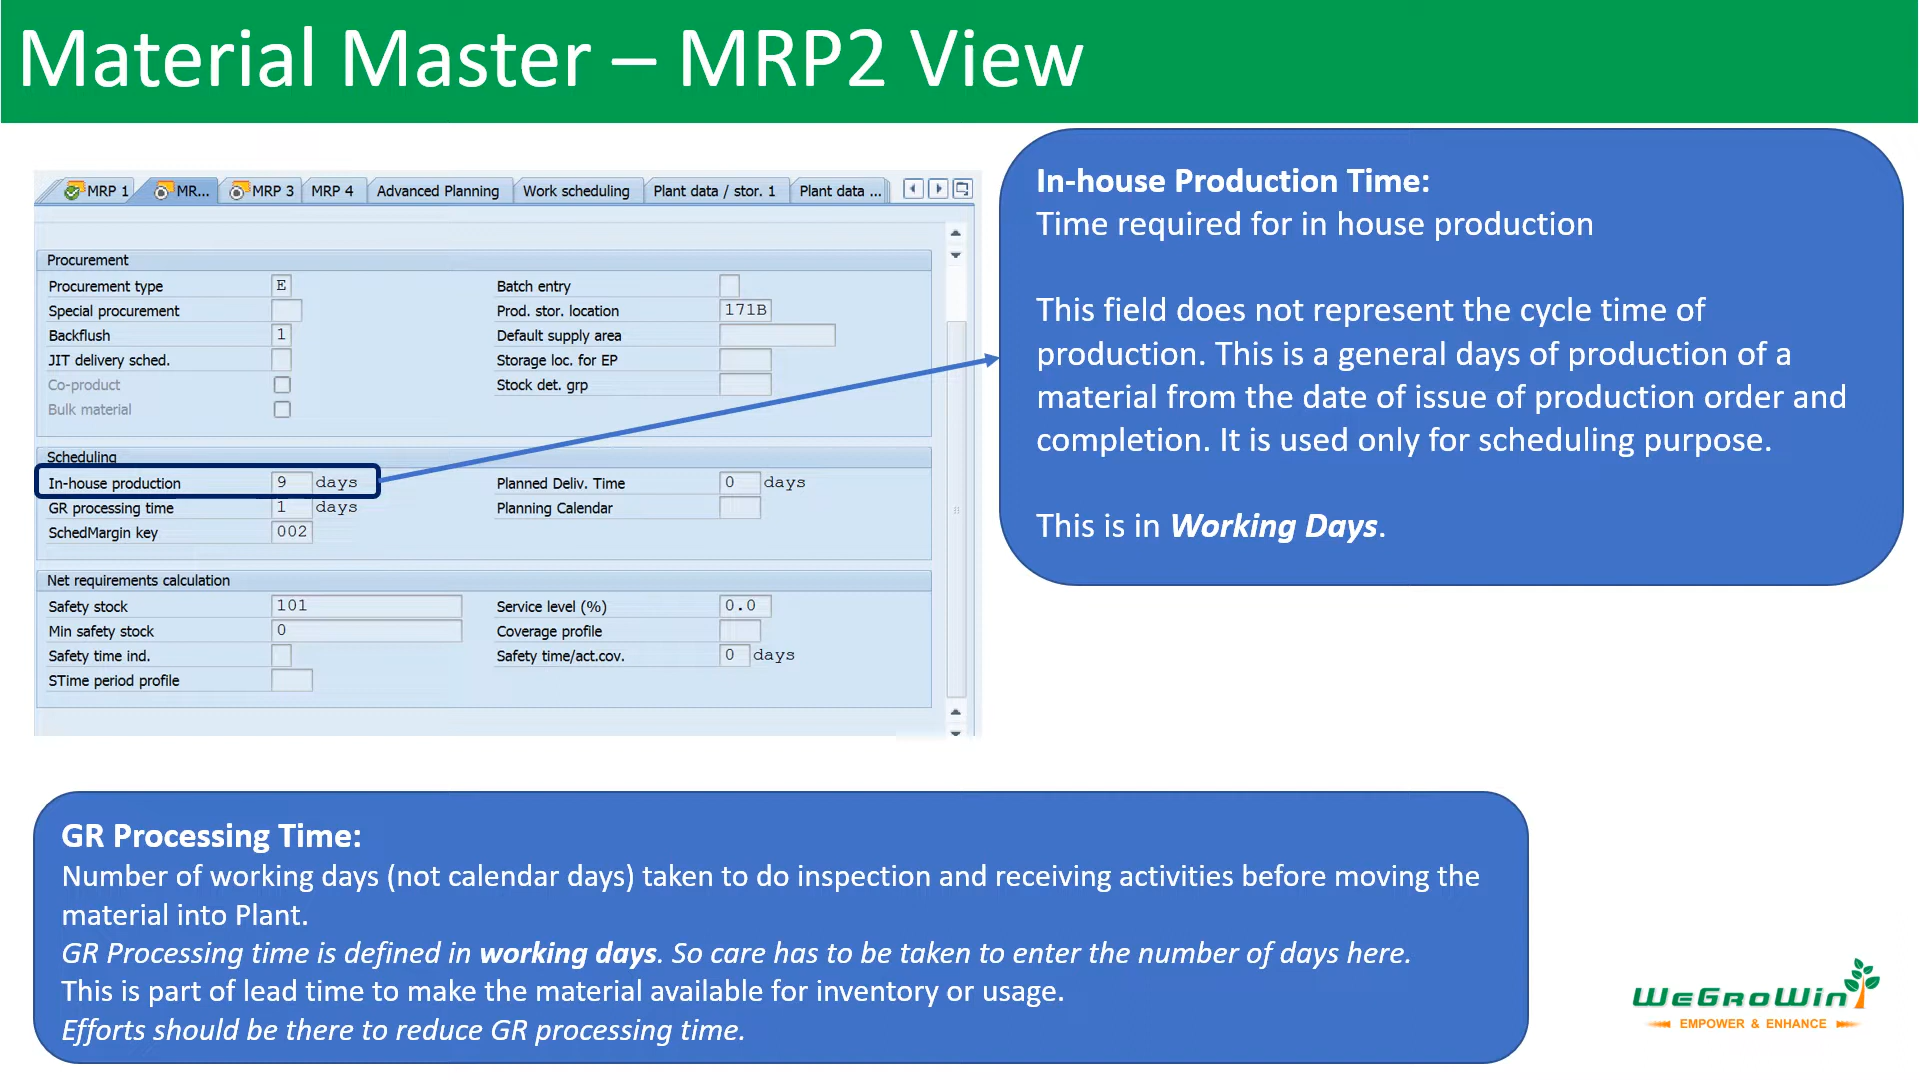 Material Master – MRP2 View
MRP 1 MR... MRP 3 MRP 4 Advanced Planning Work scheduling Plant data / stor. 1 Plant data ...
Procurement
Procurement type E Batch entry
Special procurement Prod. stor. location 171B
Backflush 1 Default supply area
JIT delivery sched. Storage loc. for EP
Co-product Stock det. grp
Bulk material
Scheduling
In-house production 9 days Planned Deliv. Time 0 days
GR processing time 1 days Planning Calendar
SchedMargin key 002
Net requirements calculation
Safety stock 101 Service level (%) 0.0
Min safety stock 0 Coverage profile
Safety time ind. Safety time/act.cov. 0 days
STime period profile
In-house Production Time:
Time required for in house production
This field does not represent the cycle time of
production. This is a general days of production of a
material from the date of issue of production order and
completion. It is used only for scheduling purpose.
This is in Working Days.
GR Processing Time:
Number of working days (not calendar days) taken to do inspection and receiving activities before moving the
material into Plant.
GR Processing time is defined in working days. So care has to be taken to enter the number of days here.
This is part of lead time to make the material available for inventory or usage.
Efforts should be there to reduce GR processing time.
WeGroWin
EMPOWER & ENHANCE